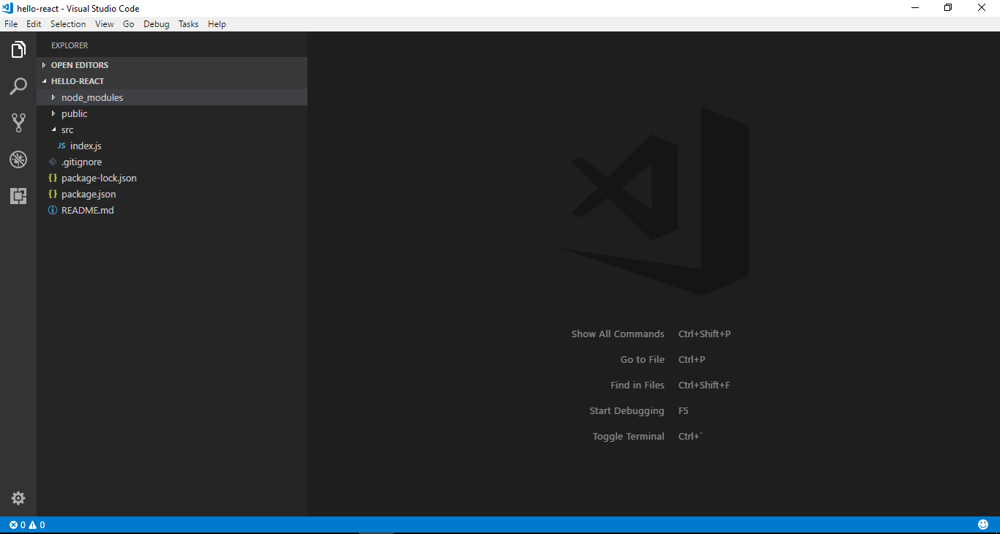 hello-react - Visual Studio Code
File Edit Selection View Go Debug Tasks Help
EXPLORER
OPEN EDITORS
HELLO-REACT
node_modules
public
src
JS index.js
.gitignore
{} package-lock.json
{} package.json
README.md
Show All Commands Ctrl+Shift+P
Go to File Ctrl+P
Find in Files Ctrl+Shift+F
Start Debugging F5
Toggle Terminal Ctrl+`
0 0